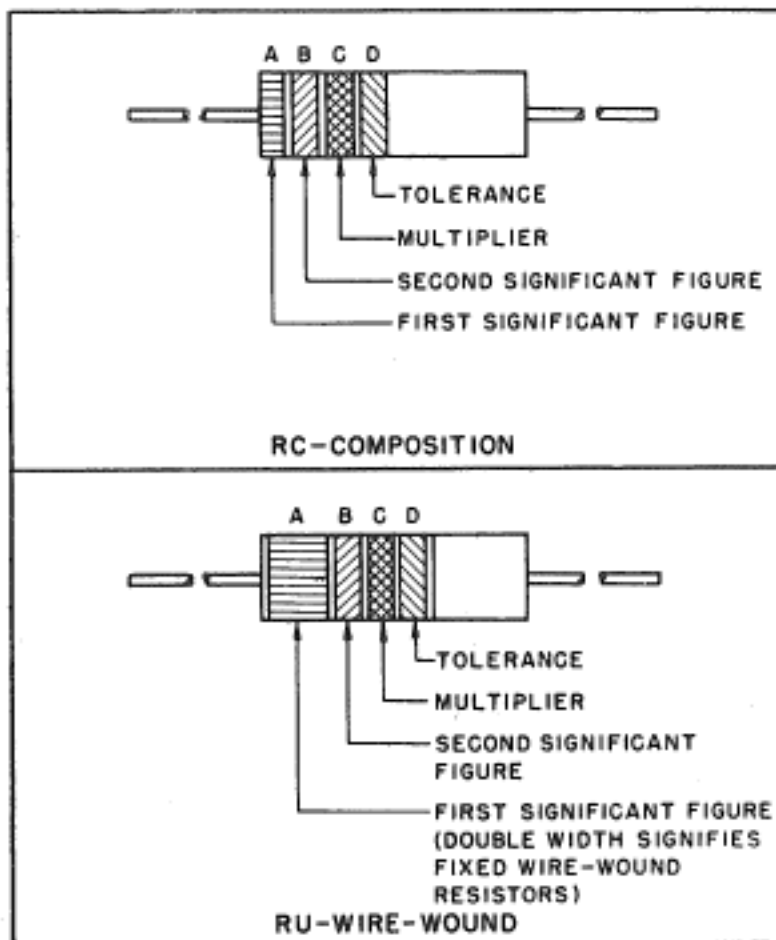 A B C D
TOLERANCE
MULTIPLIER
SECOND SIGNIFICANT FIGURE
FIRST SIGNIFICANT FIGURE
RC-COMPOSITION
A B C D
TOLERANCE
MULTIPLIER
SECOND SIGNIFICANT
FIGURE
FIRST SIGNIFICANT FIGURE
(DOUBLE WIDTH SIGNIFIES
FIXED WIRE-WOUND
RESISTORS)
RU-WIRE-WOUND